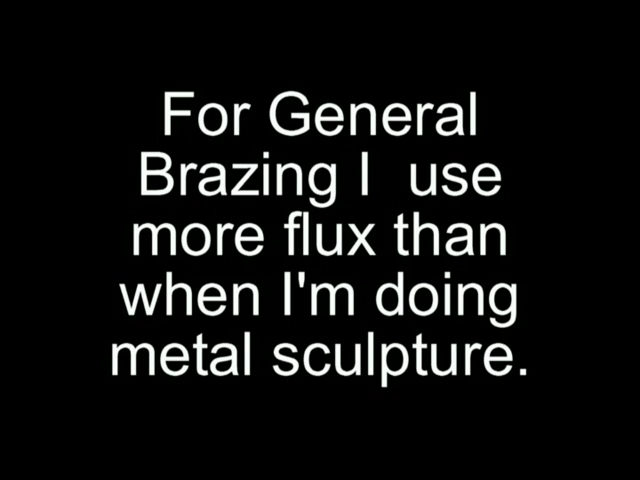 For General
Brazing I  use
more flux than
when I'm doing
metal sculpture.